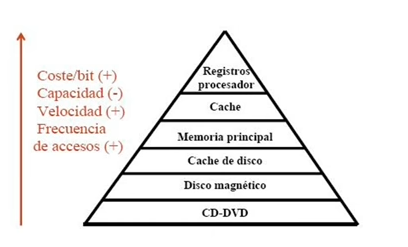 Coste/bit (+)
Capacidad (-)
Velocidad (+)
Frecuencia
de accesos (+)
Registros
procesador
Cache
Memoria principal
Cache de disco
Disco magnético
CD-DVD